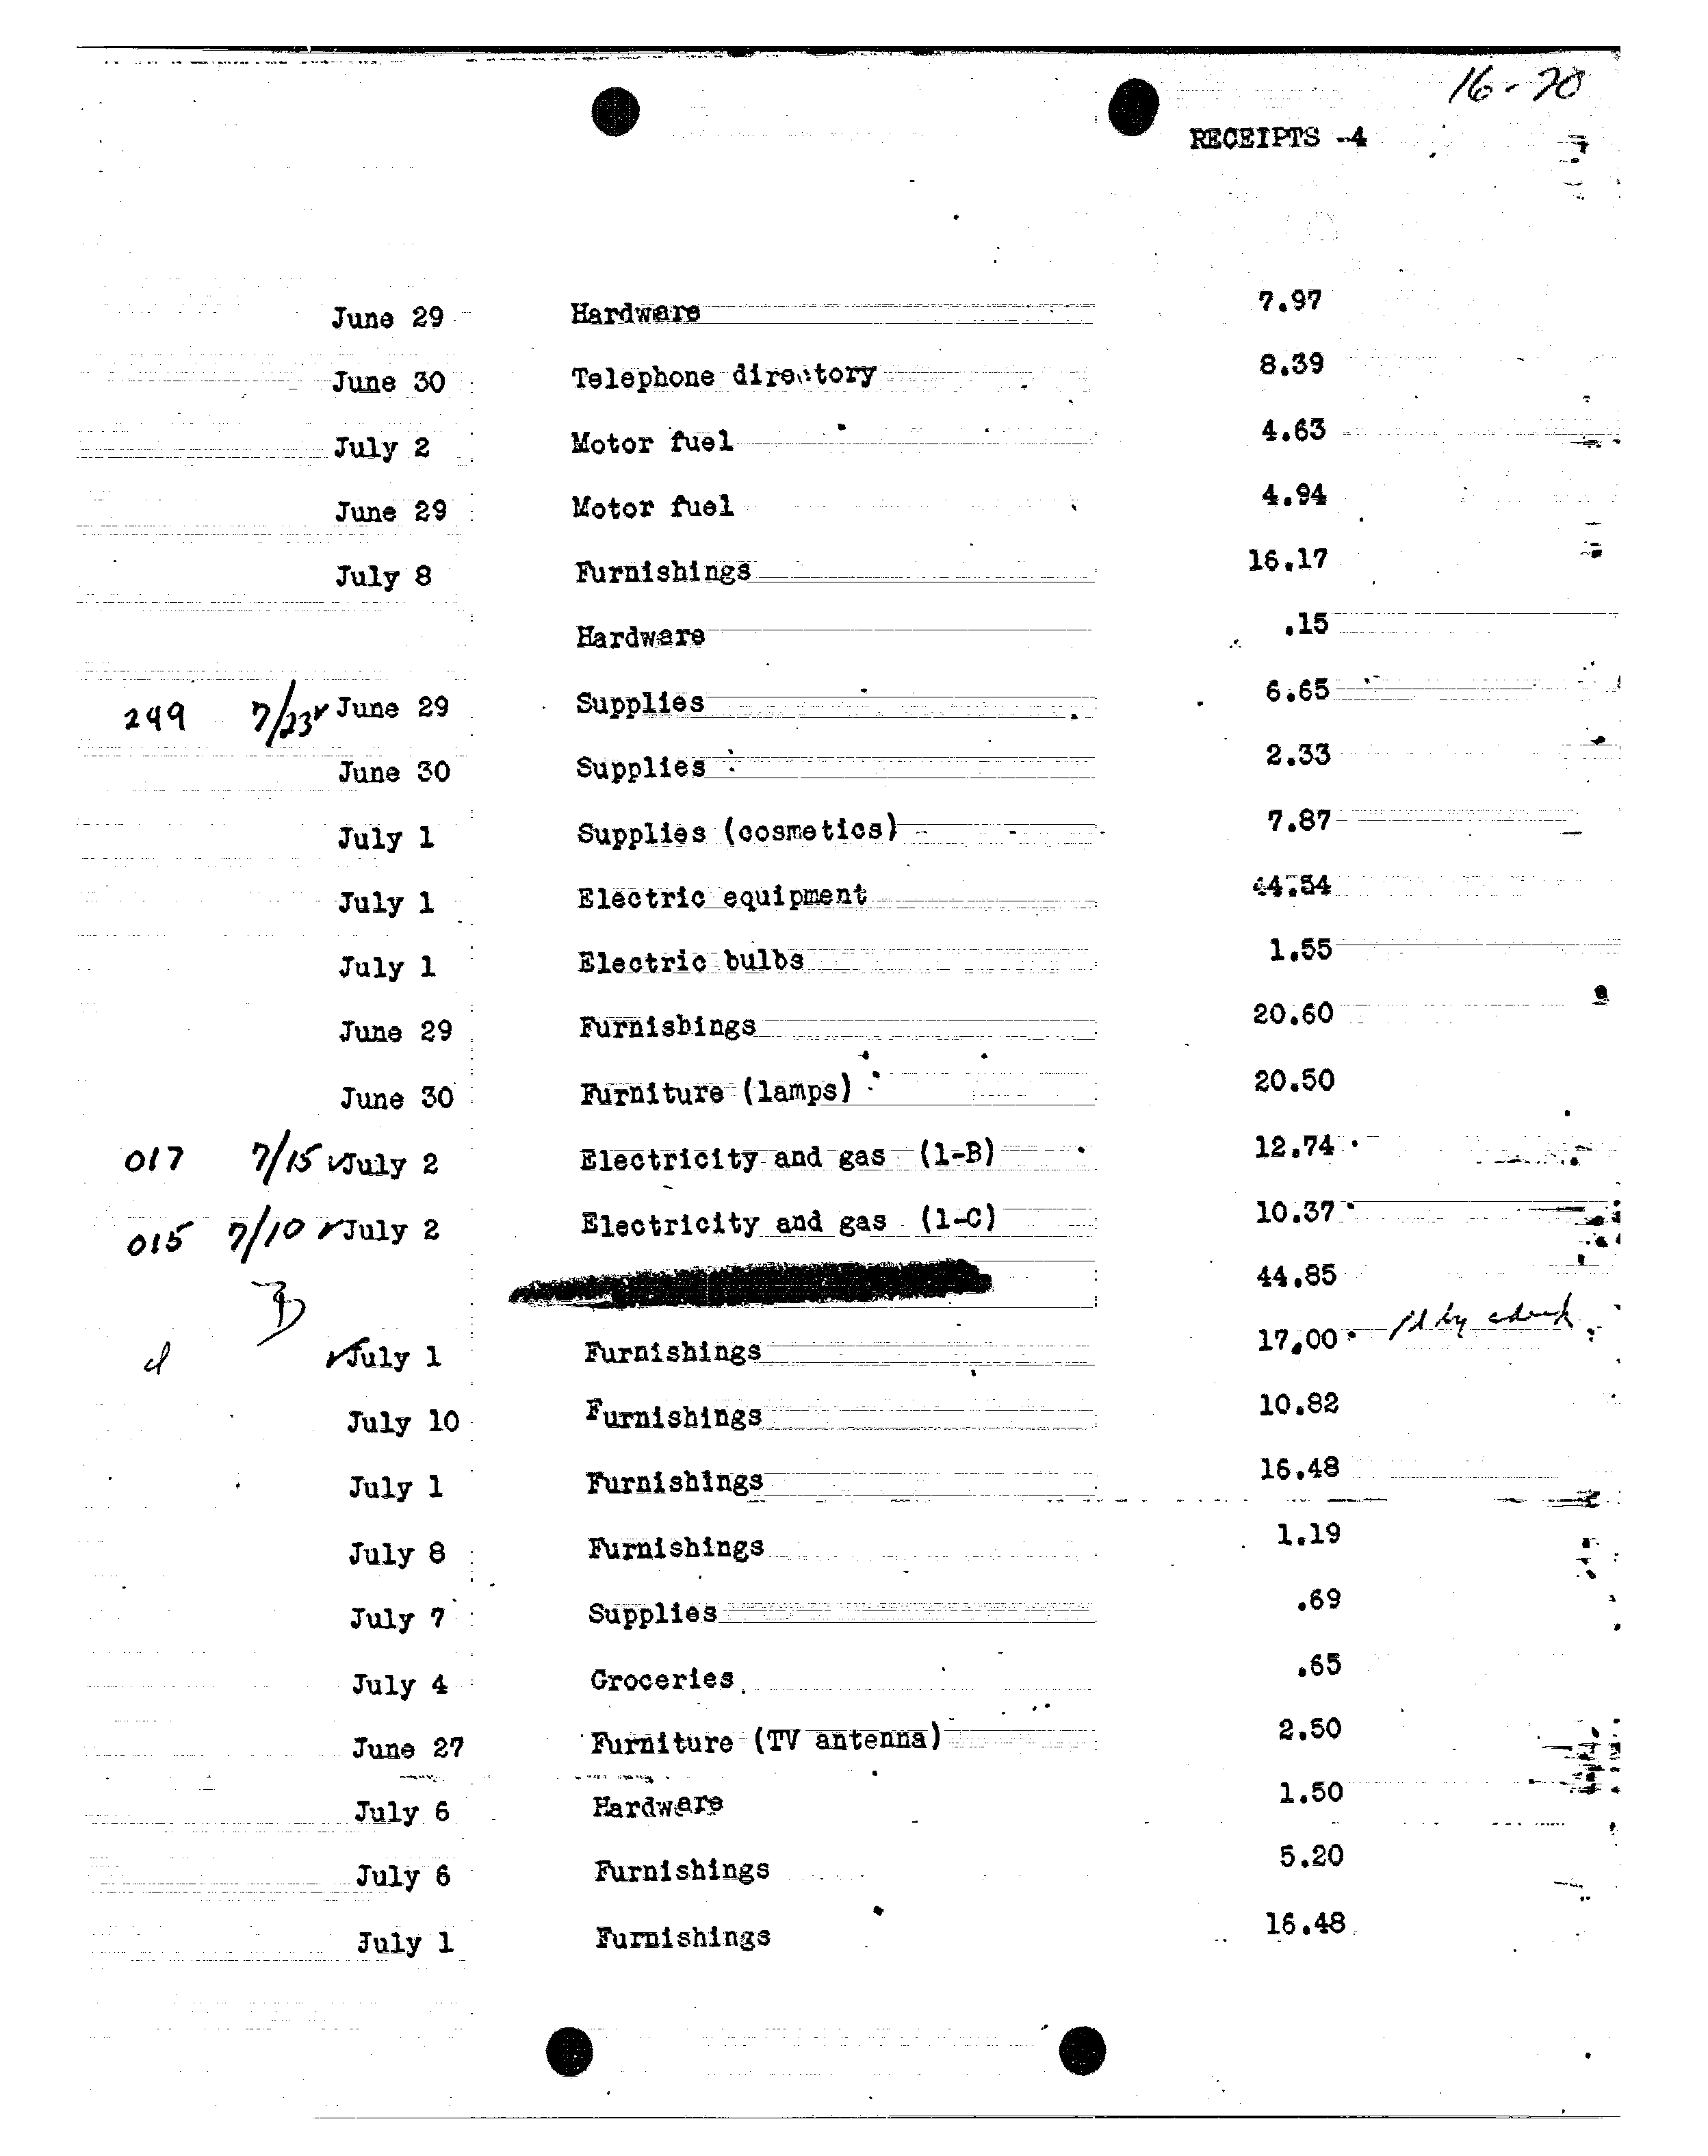 16-70
RECEIPTS -4
June 29 Hardware 7.97
June 30 Telephone directory 8.39
July 2 Motor fuel 4.63
June 29 Motor fuel 4.94
July 8 Furnishings 16.17
Hardware .15
249 7/23 ✓ June 29 Supplies 6.65
June 30 Supplies 2.33
July 1 Supplies (cosmetics) 7.87
July 1 Electric equipment 44.54
July 1 Electric bulbs 1.55
June 29 Furnishings 20.60
June 30 Furniture (lamps) 20.50
017 7/15 ✓ July 2 Electricity and gas (1-B) 12.74
015 7/10 ✓ July 2 Electricity and gas (1-C) 10.37
44.85
✓ July 1 Furnishings 17.00 by
July 10 Furnishings 10.82
July 1 Furnishings 16.48
July 8 Furnishings 1.19
July 7 Supplies .69
July 4 Groceries .65
June 27 Furniture (TV antenna) 2.50
July 6 Hardware 1.50
July 6 Furnishings 5.20
July 1 Furnishings 16.48